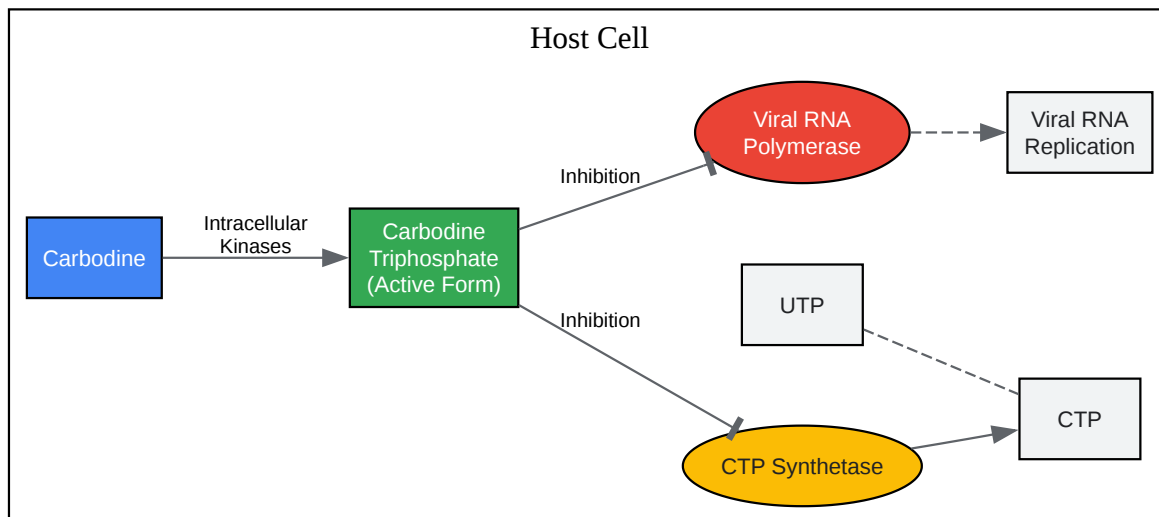 Host Cell
Viral RNA
Polymerase
Viral RNA
Replication
Inhibition
Intracellular
Kinases
Carbodine
Carbodine
Triphosphate
(Active Form)
UTP
Inhibition
CTP
CTP Synthetase